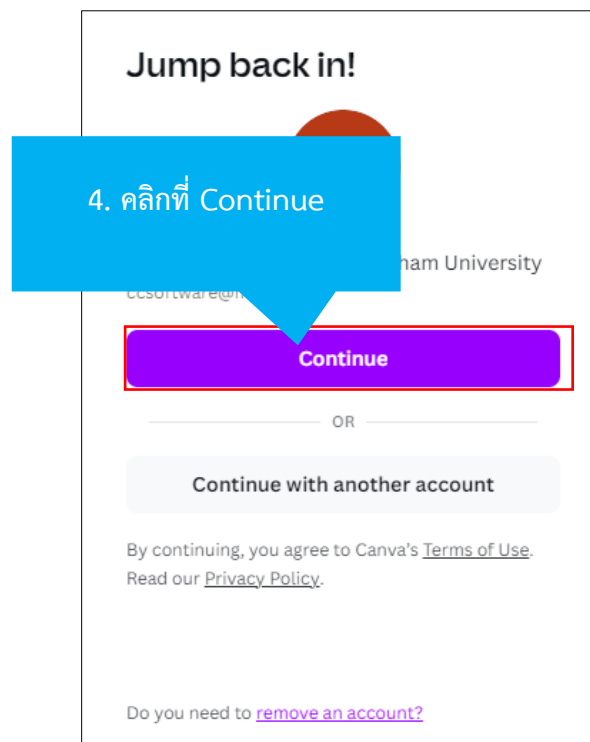 Jump back in!
4. คลิกที่ Continue
ham University
ccsoftware@
Continue
OR
Continue with another account
By continuing, you agree to Canva's Terms of Use.
Read our Privacy Policy.
Do you need to remove an account?